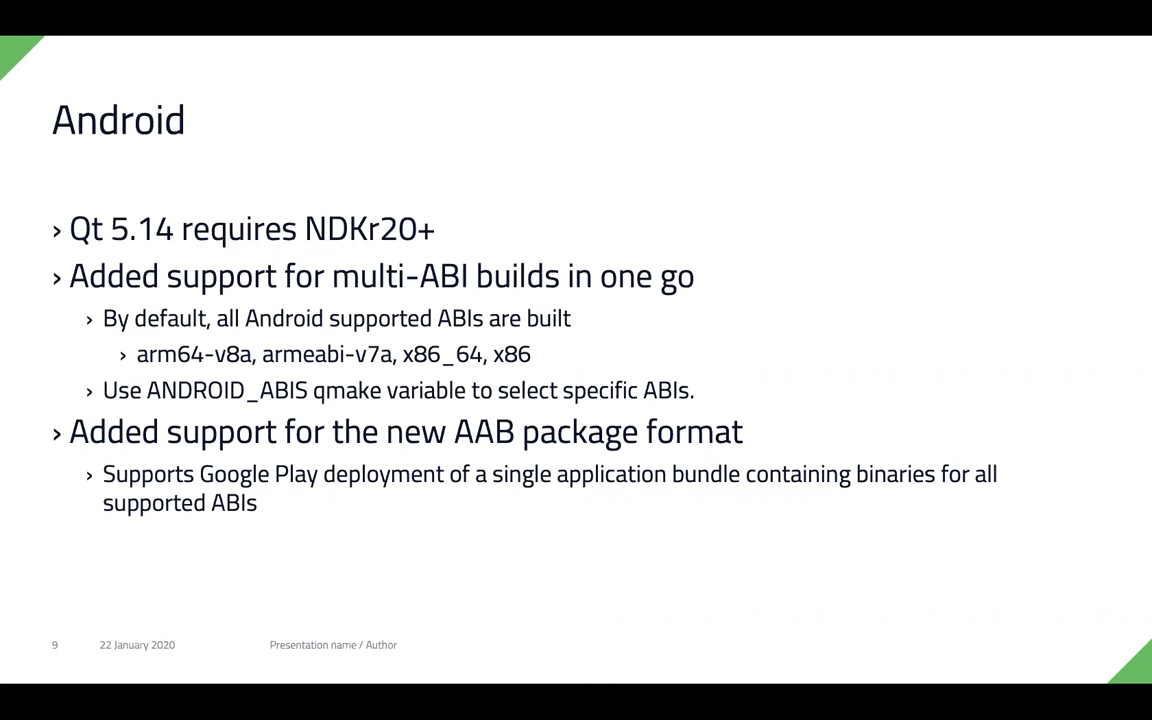 Android
› Qt 5.14 requires NDKr20+
› Added support for multi-ABI builds in one go
› By default, all Android supported ABIs are built
› arm64-v8a, armeabi-v7a, x86_64, x86
› Use ANDROID_ABIS qmake variable to select specific ABIs.
› Added support for the new AAB package format
› Supports Google Play deployment of a single application bundle containing binaries for all
supported ABIs
9 22 January 2020 Presentation name / Author